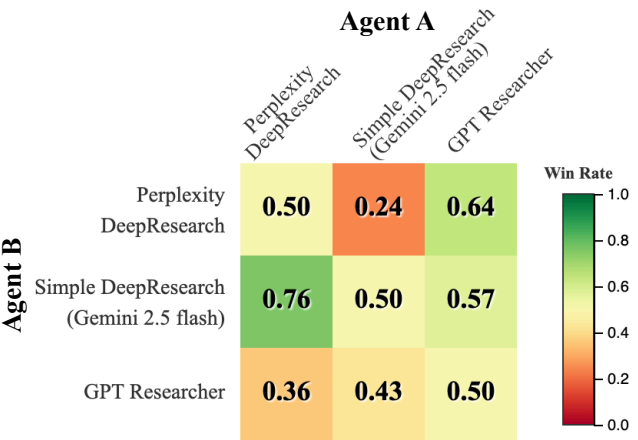 Agent A
Perplexity
DeepResearch
Simple DeepResearch
(Gemini 2.5 flash)
GPT Researcher
Win Rate
Agent B
Perplexity
DeepResearch
0.50 0.24 0.64
Simple DeepResearch
(Gemini 2.5 flash)
0.76 0.50 0.57
GPT Researcher
0.36 0.43 0.50
1.0
0.8
0.6
0.4
0.2
0.0